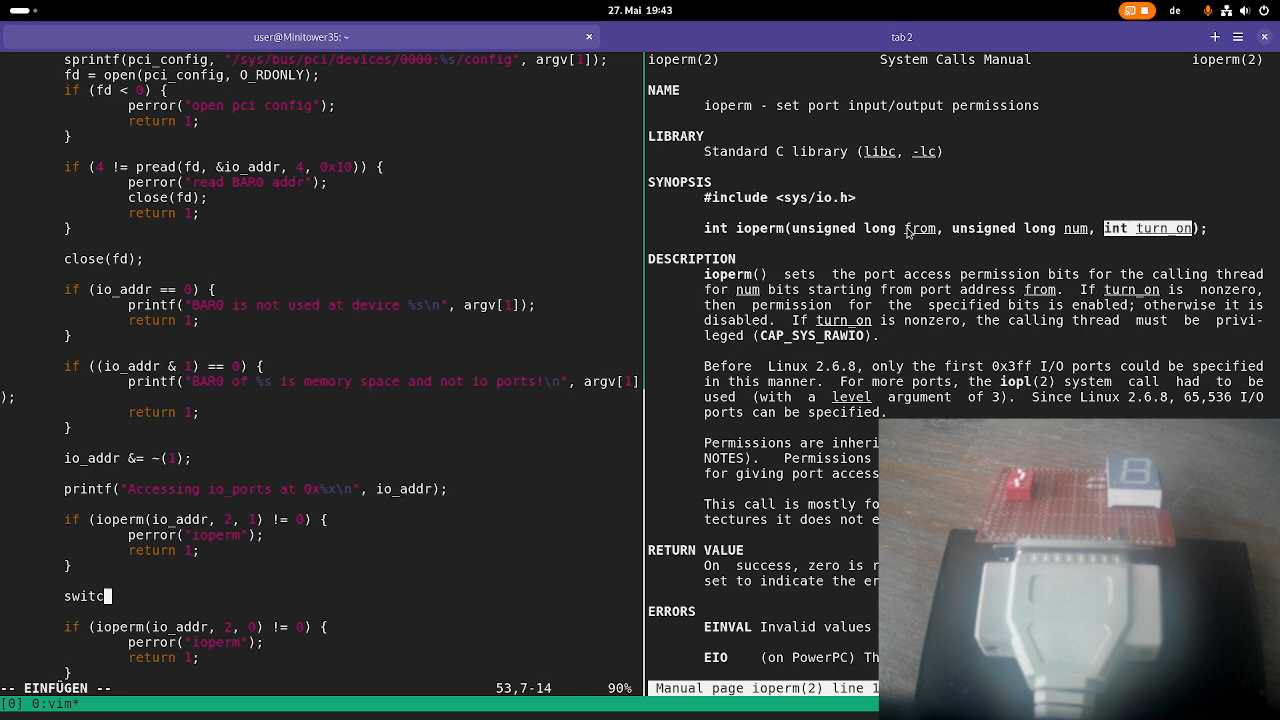 27. Mai 19:43
de
user@Minitower35: ~
×
tab 2
sprintf(pci_config, "/sys/bus/pci/devices/0000:%s/config", argv[1]);
fd = open(pci_config, O_RDONLY);
if (fd < 0) {
perror("open pci config");
return 1;
}
if (4 != pread(fd, &io_addr, 4, 0x10)) {
perror("read BAR0 addr");
close(fd);
return 1;
}
close(fd);
if (io_addr == 0) {
printf("BAR0 is not used at device %s\n", argv[1]);
return 1;
}
if ((io_addr & 1) == 0) {
printf("BAR0 of %s is memory space and not io ports!\n", argv[1]
);
return 1;
}
io_addr &= ~(1);
printf("Accessing io_ports at 0x%x\n", io_addr);
if (ioperm(io_addr, 2, 1) != 0) {
perror("ioperm");
return 1;
}
switc
if (ioperm(io_addr, 2, 0) != 0) {
perror("ioperm");
return 1;
}
-- EINFÜGEN -- 53,7-14 90%
[0] 0:vim*
ioperm(2) System Calls Manual ioperm(2)
NAME
ioperm - set port input/output permissions
LIBRARY
Standard C library (libc, -lc)
SYNOPSIS
#include <sys/io.h>
int ioperm(unsigned long from, unsigned long num, int turn_on);
DESCRIPTION
ioperm() sets the port access permission bits for the calling thread
for num bits starting from port address from. If turn_on is nonzero,
then permission for the specified bits is enabled; otherwise it is
disabled. If turn_on is nonzero, the calling thread must be privi-
leged (CAP_SYS_RAWIO).
Before Linux 2.6.8, only the first 0x3ff I/O ports could be specified
in this manner. For more ports, the iopl(2) system call had to be
used (with a level argument of 3). Since Linux 2.6.8, 65,536 I/O
ports can be specified.
Permissions are inheri
NOTES). Permissions
for giving port access
This call is mostly fo
tectures it does not e
RETURN VALUE
On success, zero is r
set to indicate the er
ERRORS
EINVAL Invalid values
EIO (on PowerPC) Th
Manual page ioperm(2) line 1